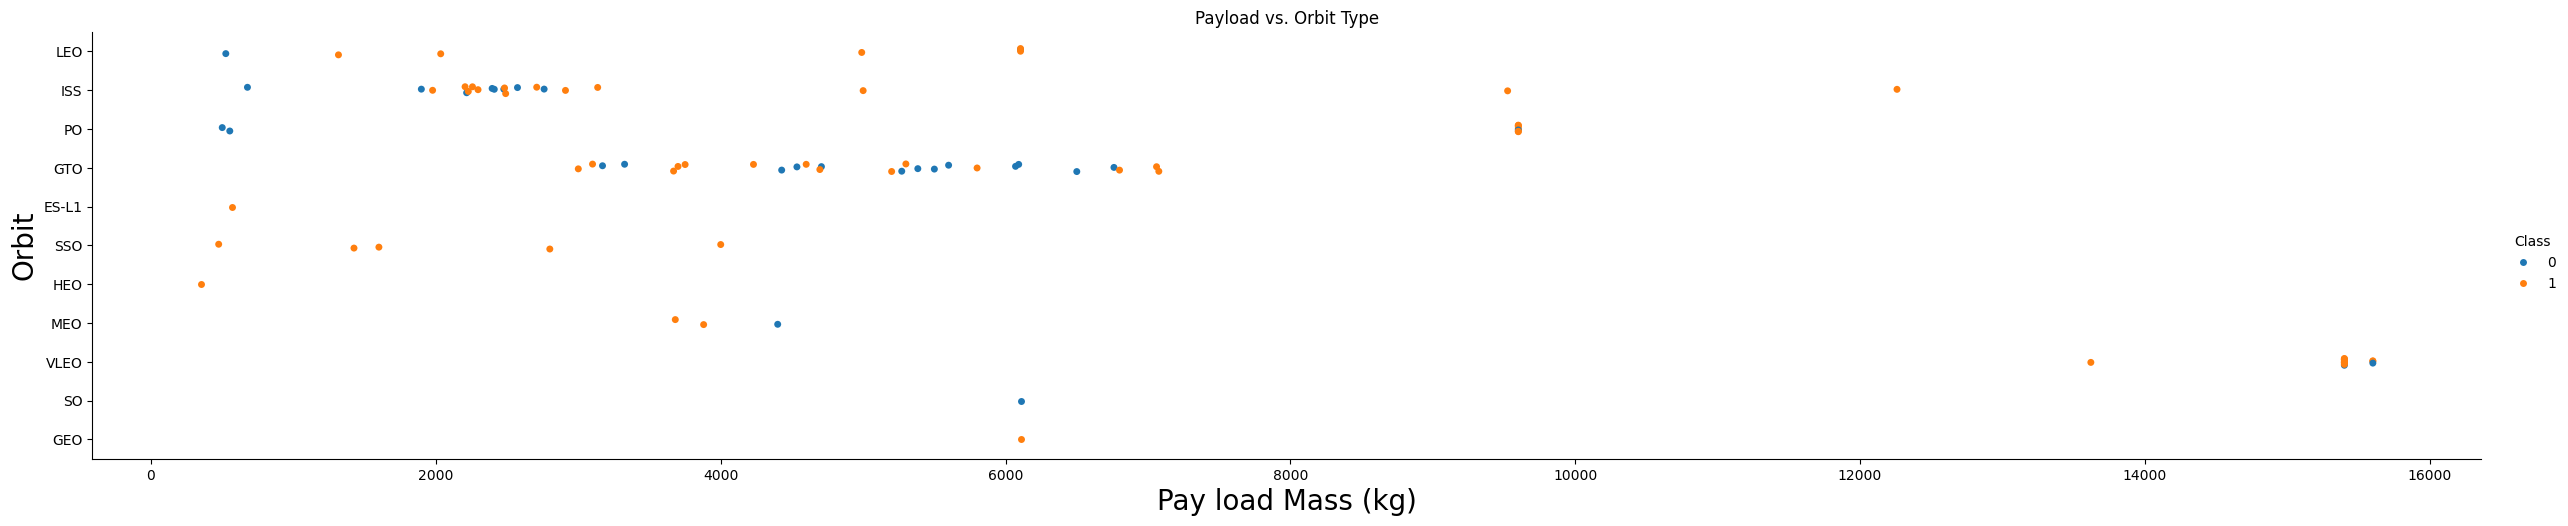 Payload vs. Orbit Type
LEO
ISS
PO
GTO
ES-L1
SSO
HEO
MEO
VLEO
SO
GEO
Orbit
0 2000 4000 6000 8000 10000 12000 14000 16000
Pay load Mass (kg)
Class
0
1